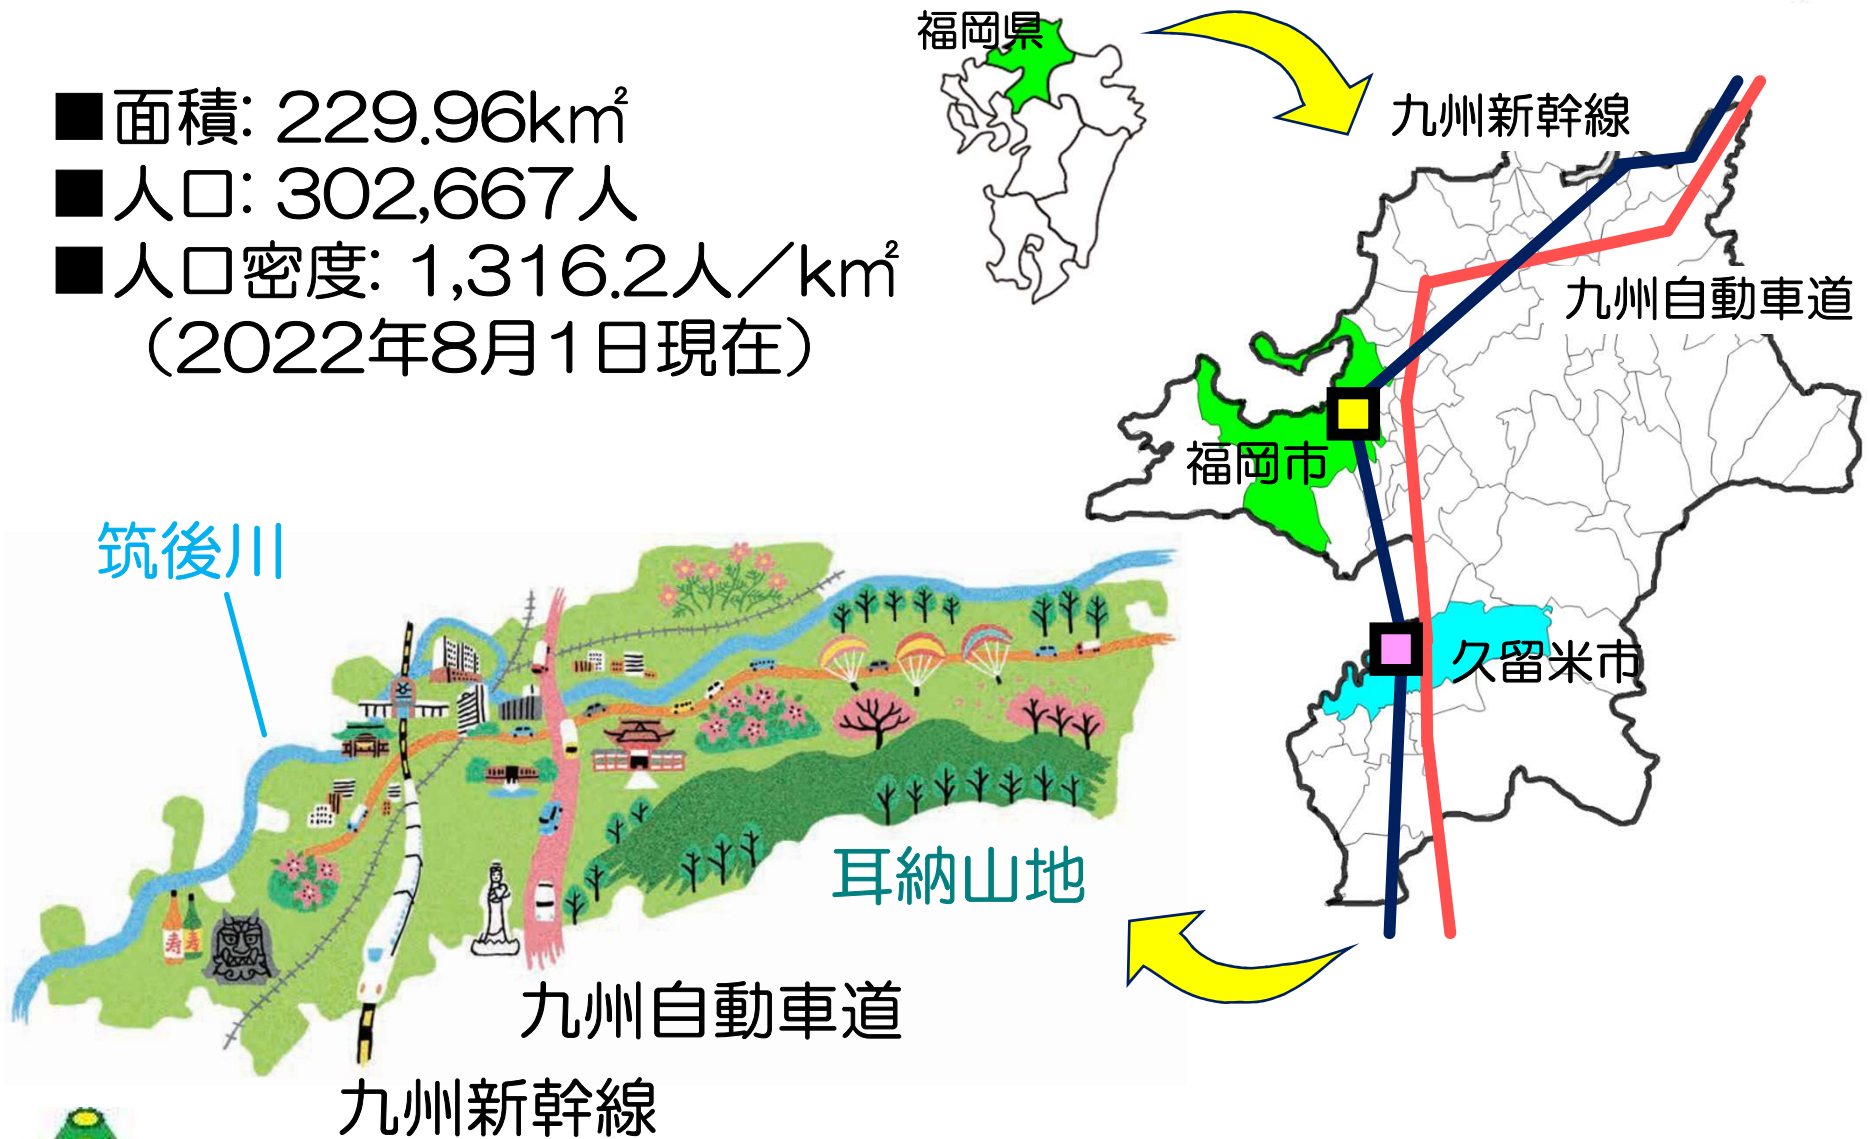 ■面積：229.96k㎡
■人口：302,667人
■人口密度：1,316.2人／k㎡
（2022年8月1日現在）
福岡県
九州新幹線
九州自動車道
福岡市
久留米市
筑後川
寿
寿
耳納山地
九州自動車道
九州新幹線